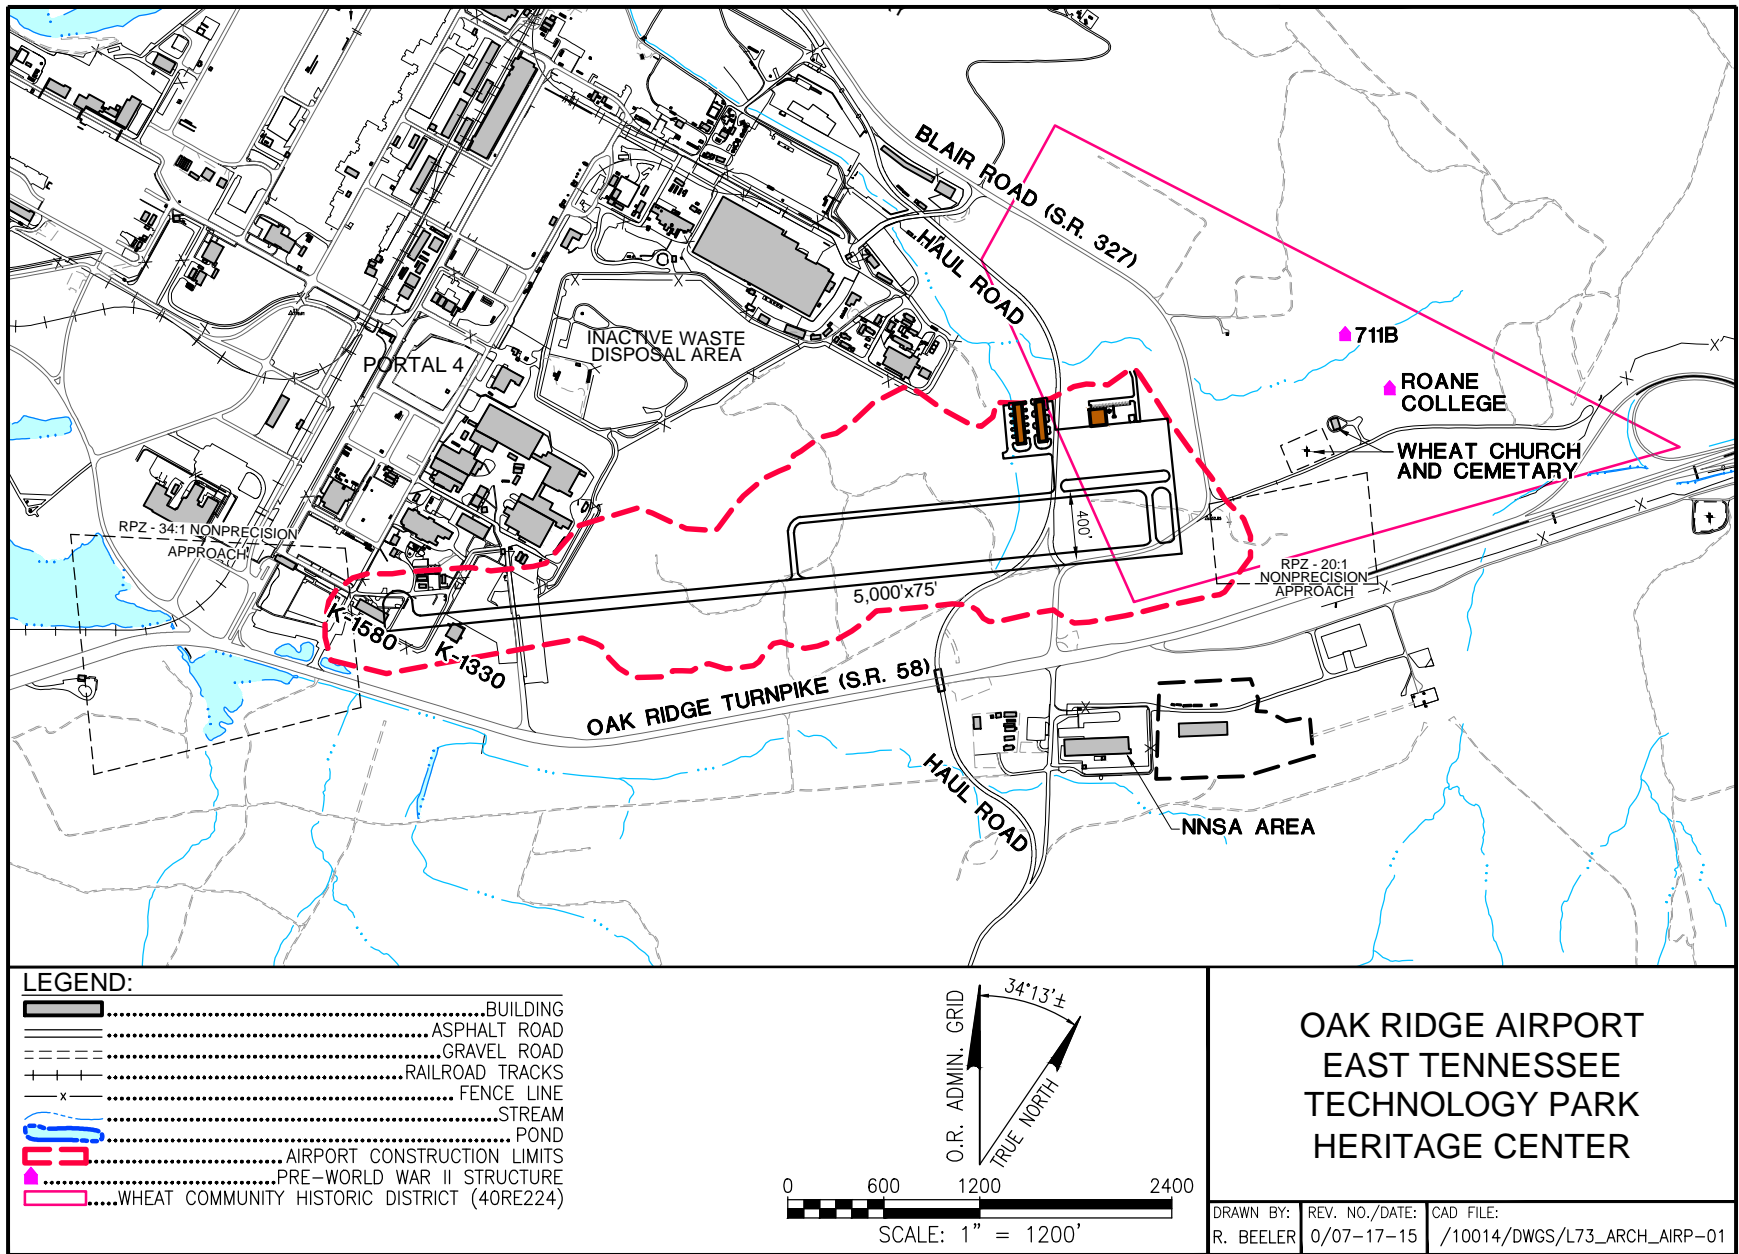 BLAIR ROAD (S.R. 327)
HAUL ROAD
711B
INACTIVE WASTE
DISPOSAL AREA
PORTAL 4
ROANE
COLLEGE
WHEAT CHURCH
AND CEMETARY
RPZ - 34:1 NONPRECISION
APPROACH
400'
RPZ - 20:1
NONPRECISION
APPROACH
5,000'x75'
K-1580
K-1330
OAK RIDGE TURNPIKE (S.R. 58)
HAUL ROAD
NNSA AREA
LEGEND:
BUILDING
ASPHALT ROAD
GRAVEL ROAD
RAILROAD TRACKS
FENCE LINE
STREAM
POND
AIRPORT CONSTRUCTION LIMITS
PRE-WORLD WAR II STRUCTURE
WHEAT COMMUNITY HISTORIC DISTRICT (40RE224)
O.R. ADMIN. GRID
34°13'±
TRUE NORTH
0 600 1200 2400
SCALE: 1" = 1200'
OAK RIDGE AIRPORT
EAST TENNESSEE
TECHNOLOGY PARK
HERITAGE CENTER
DRAWN BY: REV. NO./DATE: CAD FILE:
R. BEELER 0/07-17-15 /10014/DWGS/L73_ARCH_AIRP-01